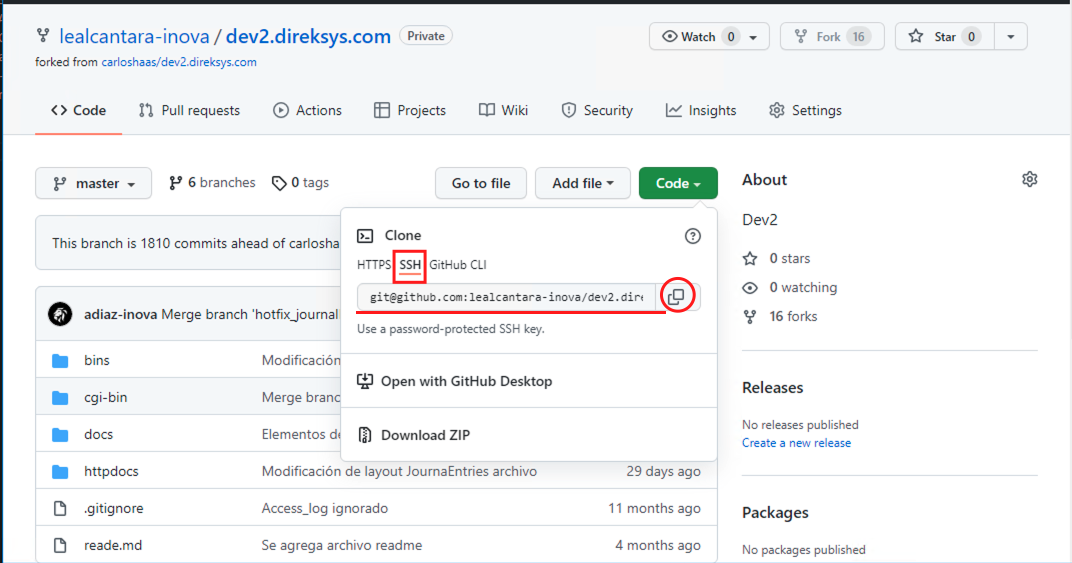 lealcantara-inova / dev2.direksys.com Private
Watch 0 Fork 16 Star 0
forked from carloshaas/dev2.direksys.com
Code Pull requests Actions Projects Wiki Security Insights Settings
master 6 branches 0 tags Go to file Add file Code
This branch is 1810 commits ahead of carlosha
Clone
HTTPS SSH GitHub CLI
git@github.com:lealcantara-inova/dev2.dire
Use a password-protected SSH key.
Open with GitHub Desktop
Download ZIP
adiaz-inova Merge branch 'hotfix_journal
bins Modificación
cgi-bin Merge branc
docs Elementos de
httpdocs Modificación de layout JournaEntries archivo 29 days ago
.gitignore Access_log ignorado 11 months ago
reade.md Se agrega archivo readme 4 months ago
About
Dev2
0 stars
0 watching
16 forks
Releases
No releases published
Create a new release
Packages
No packages published